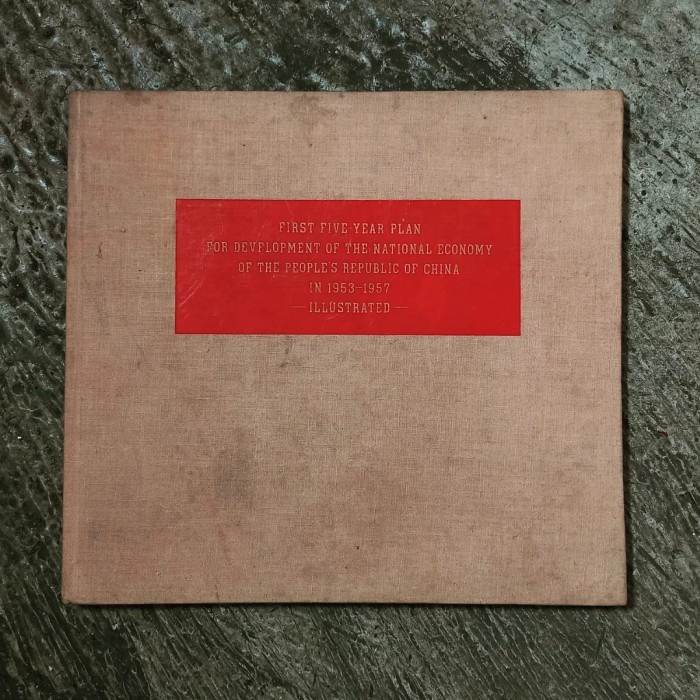 FIRST FIVE-YEAR PLAN
FOR DEVELOPMENT OF THE NATIONAL ECONOMY
OF THE PEOPLE'S REPUBLIC OF CHINA
IN 1953–1957
— ILLUSTRATED —